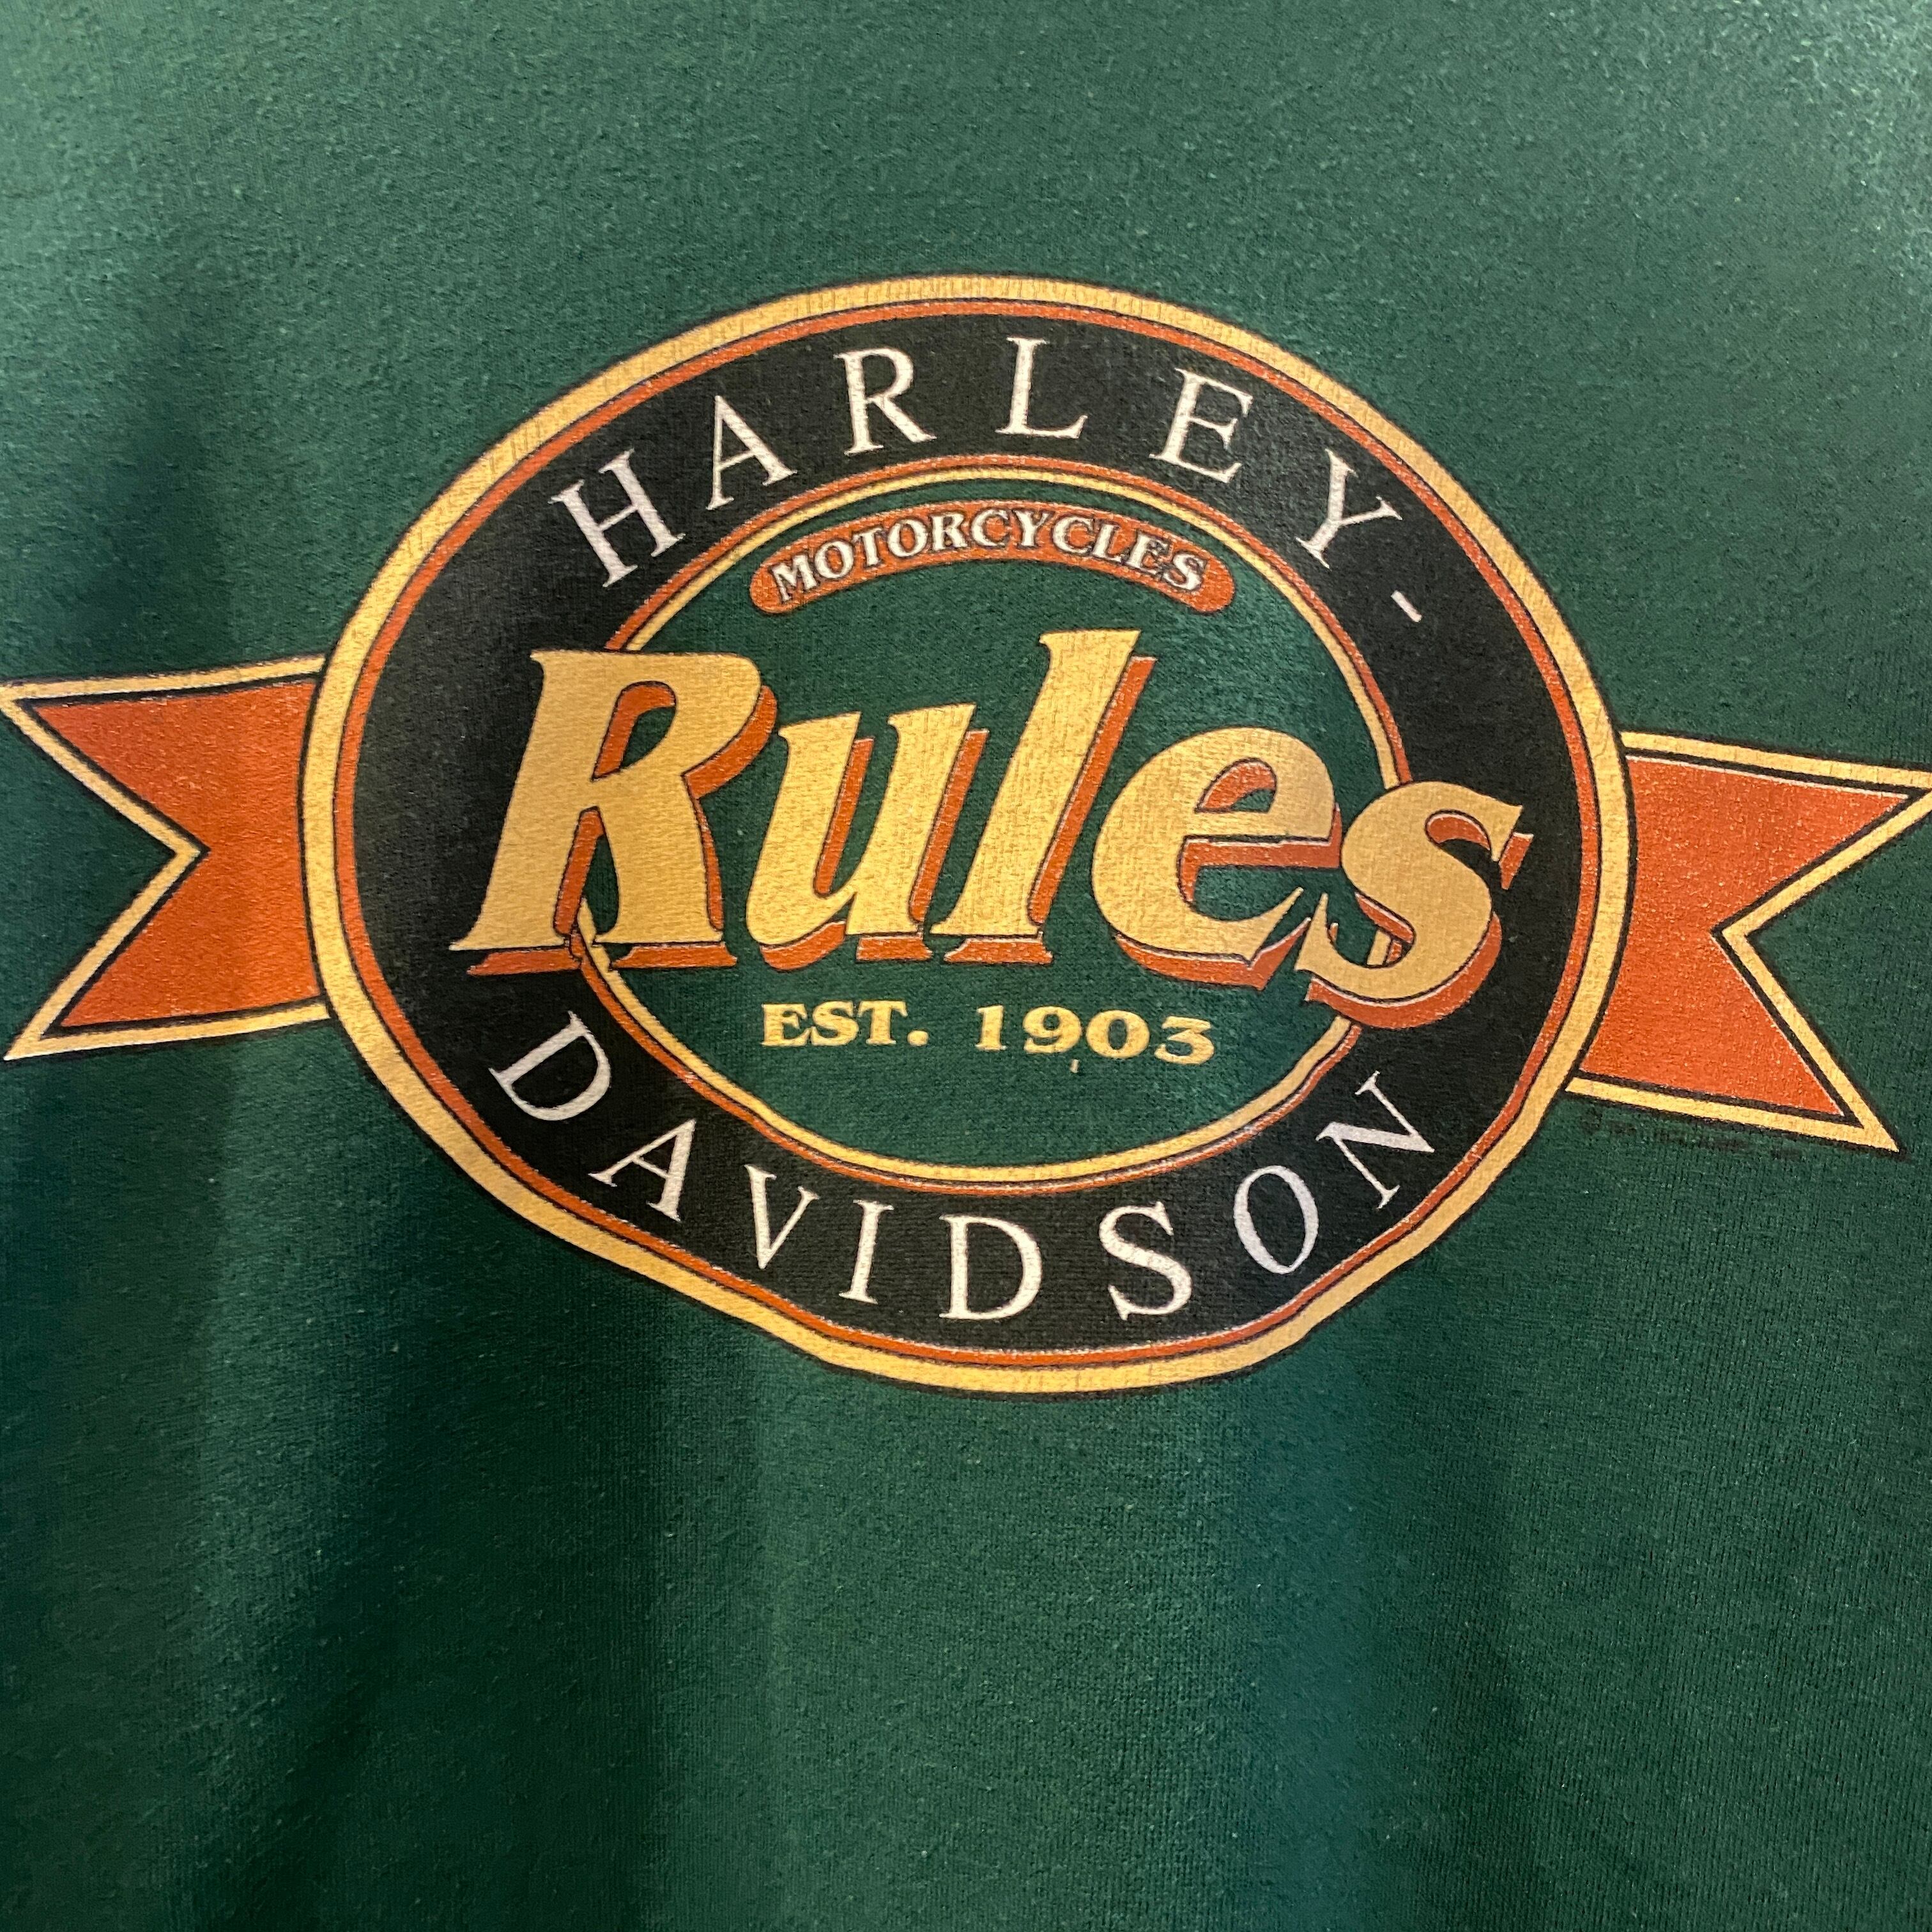 HARLEY-
MOTORCYCLES
Rules
EST. 1903
DAVIDSON